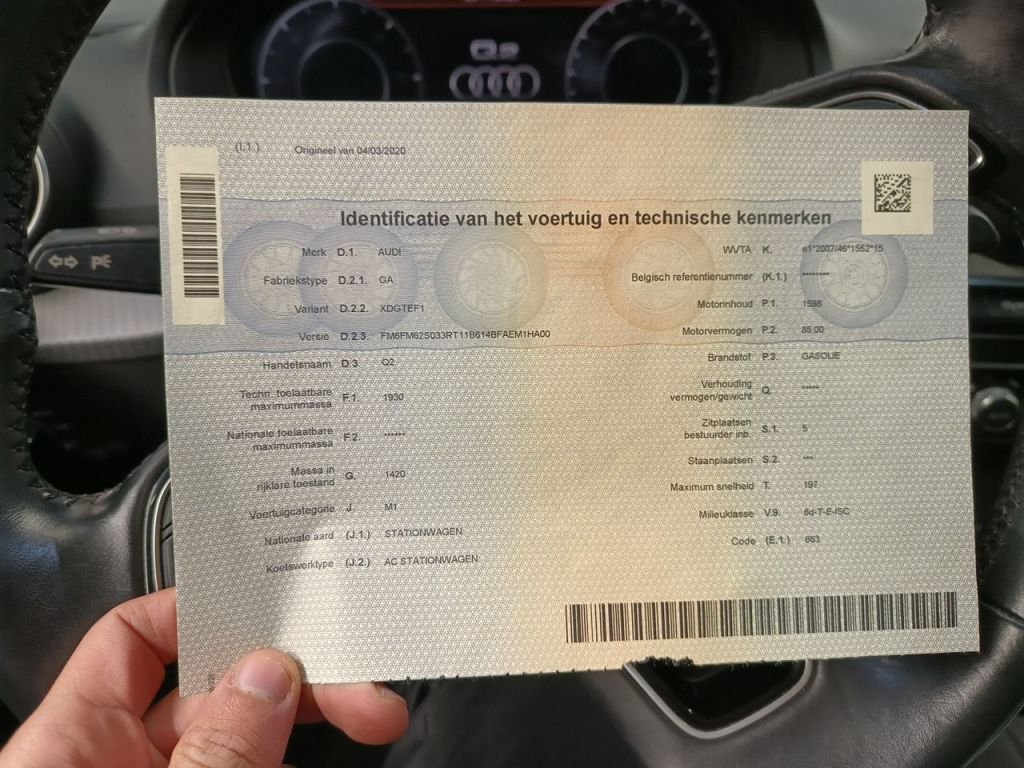 Q2
(I.1.) Origineel van 04/03/2020
Identificatie van het voertuig en technische kenmerken
Merk D.1. AUDI
Fabriekstype D.2.1. GA
Variant D.2.2. XDGTEF1
Versie D.2.3. FM6FM62S033RT11B614BFAEM1HA00
Handelsnaam D.3. Q2
Techn. toelaatbare
maximummassa F.1. 1930
Nationale toelaatbare
maximummassa F.2. ******
Massa in
rijklare toestand G. 1420
Voertuigcategorie J. M1
Nationale aard (J.1.) STATIONWAGEN
Koetswerktype (J.2.) AC STATIONWAGEN
WVTA K. e1*2007/46*1552*15
Belgisch referentienummer (K.1.) ********
Motorinhoud P.1. 1598
Motorvermogen P.2. 85,00
Brandstof P.3. GASOLIE
Verhouding
vermogen/gewicht Q. *****
Zitplaatsen
bestuurder inb. S.1. 5
Staanplaatsen S.2. ***
Maximum snelheid T. 197
Milieuklasse V.9. 6d-T-E-ISC
Code (E.1.) 663